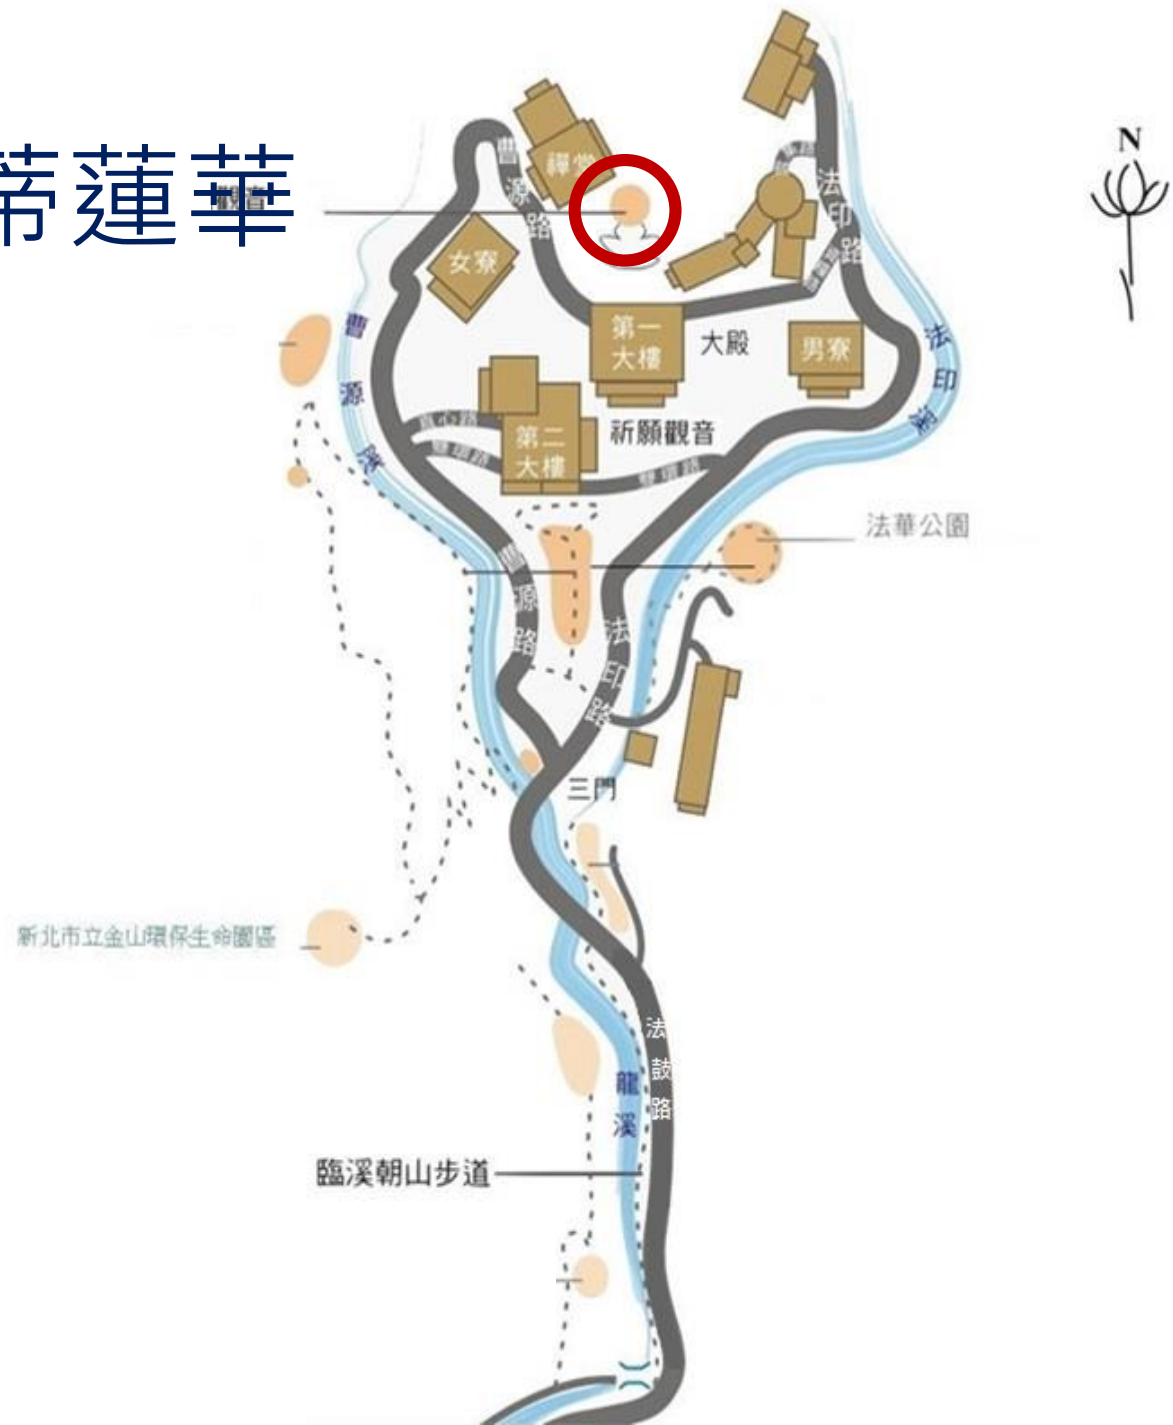 N
蒂蓮華
觀音
禪堂
曹源路
法印路
女寮
第一
大樓
大殿
男寮
曹源溪
法印溪
祈願觀音
第二
大樓
法華公園
曹源路
法印路
三門
新北市立金山環保生命園區
法鼓路
龍溪
臨溪朝山步道